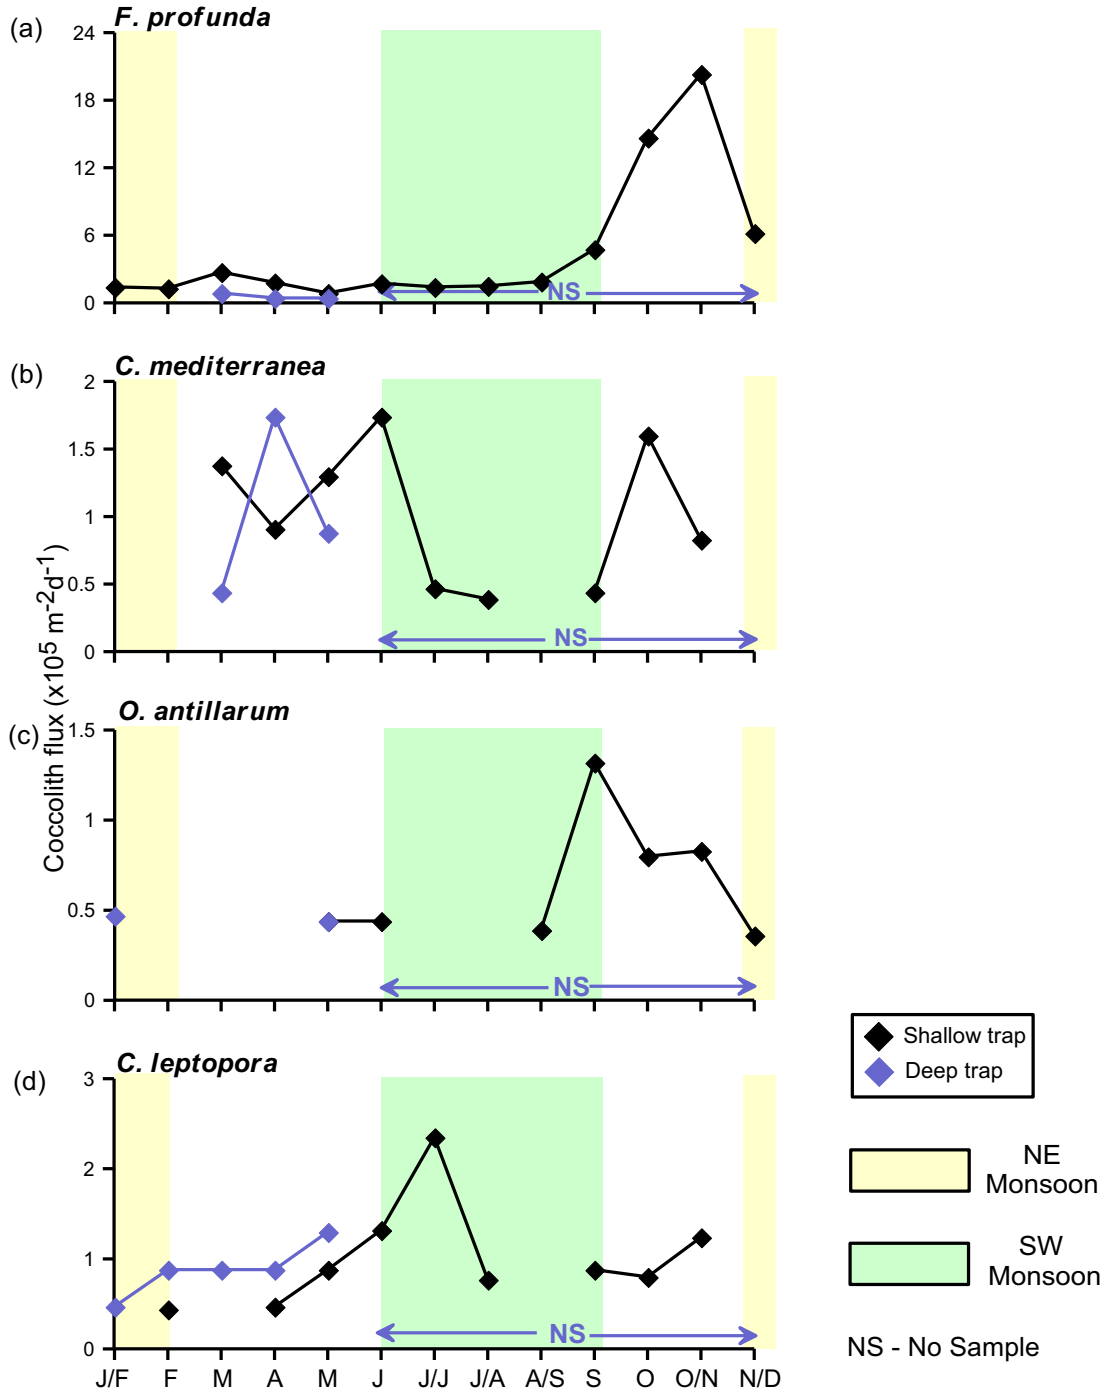 (a) F. profunda
24
18
12
6
0
NS
(b) C. mediterranea
2
1.5
1
0.5
0
NS
Coccolith flux (x10⁵ m⁻²d⁻¹)
(c) O. antillarum
1.5
1
0.5
0
NS
(d) C. leptopora
3
2
1
0
NS
J/F F M A M J J/J J/A A/S S O O/N N/D
Shallow trap
Deep trap
NE
Monsoon
SW
Monsoon
NS - No Sample